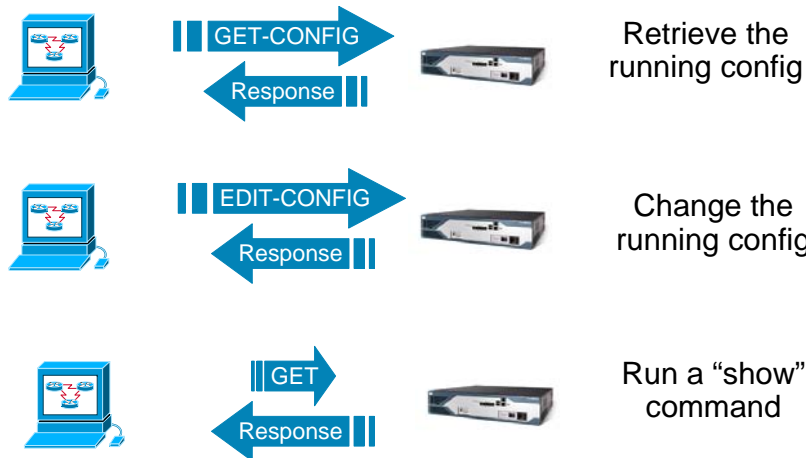 GET-CONFIG
Response
Retrieve the
running config
EDIT-CONFIG
Response
Change the
running config
GET
Response
Run a “show”
command